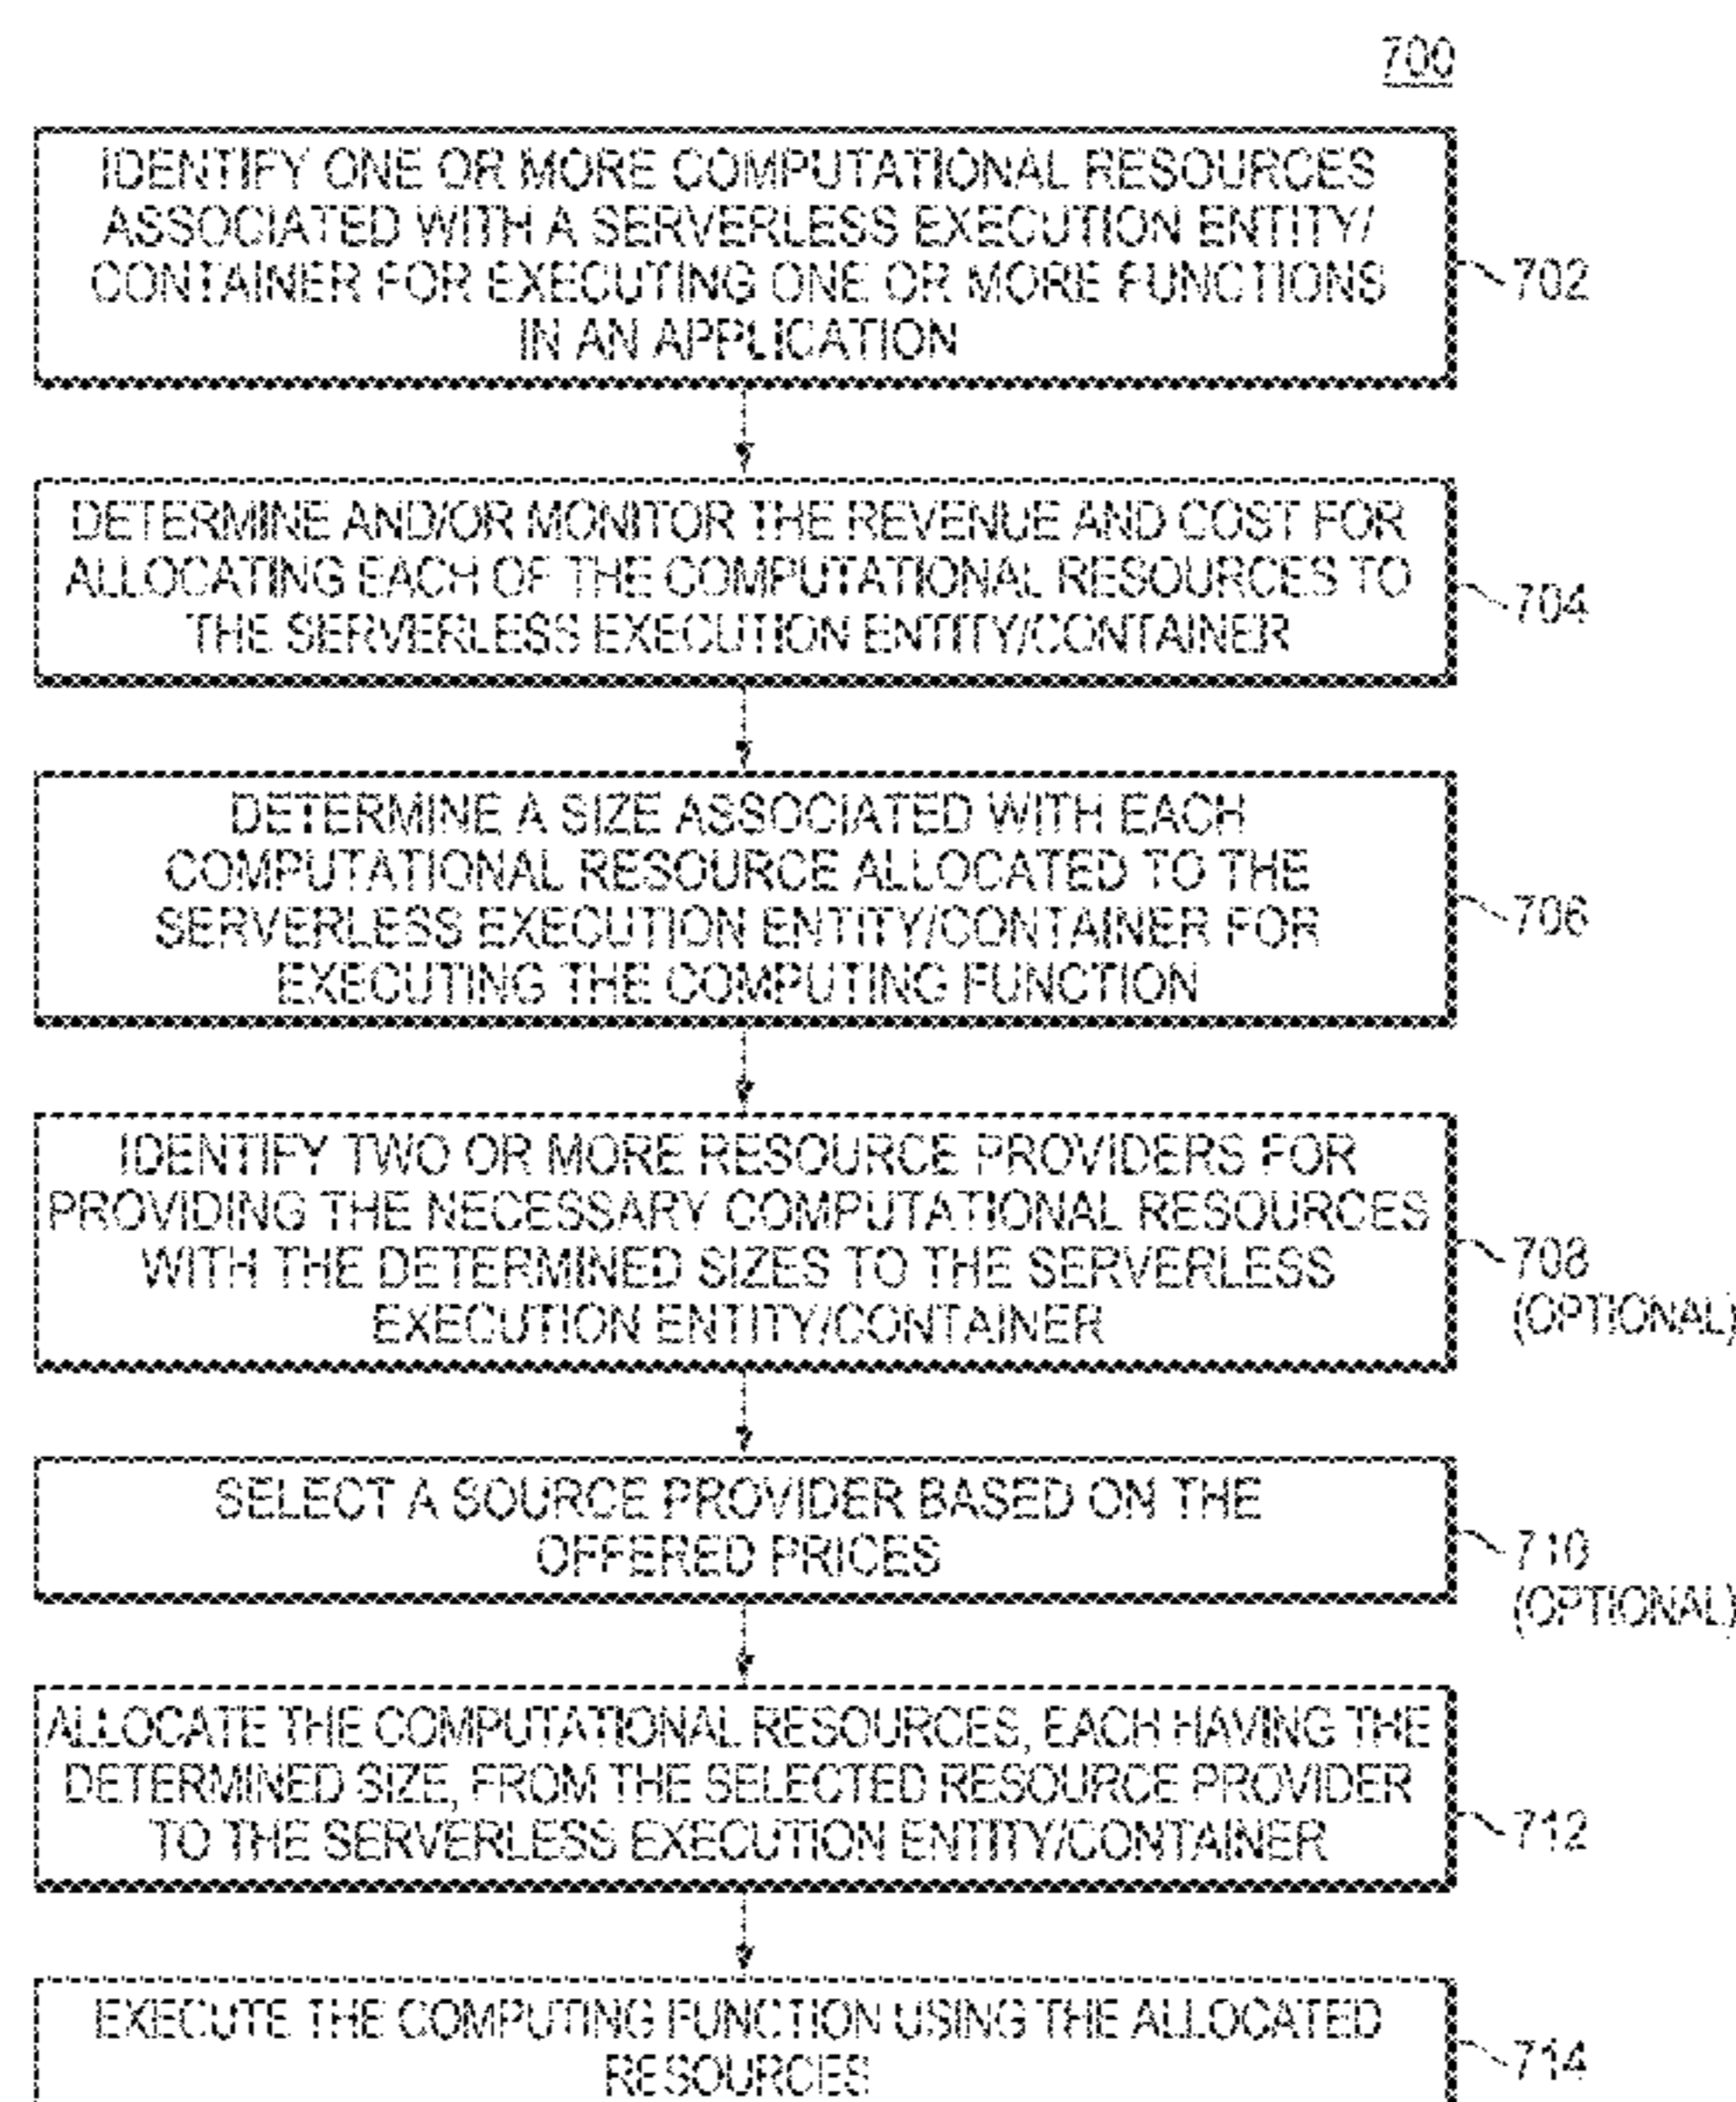 700
IDENTIFY ONE OR MORE COMPUTATIONAL RESOURCES
ASSOCIATED WITH A SERVERLESS EXECUTION ENTITY/
CONTAINER FOR EXECUTING ONE OR MORE FUNCTIONS
IN AN APPLICATION
702
DETERMINE AND/OR MONITOR THE REVENUE AND COST FOR
ALLOCATING EACH OF THE COMPUTATIONAL RESOURCES TO
THE SERVERLESS EXECUTION ENTITY/CONTAINER
704
DETERMINE A SIZE ASSOCIATED WITH EACH
COMPUTATIONAL RESOURCE ALLOCATED TO THE
SERVERLESS EXECUTION ENTITY/CONTAINER FOR
EXECUTING THE COMPUTING FUNCTION
706
IDENTIFY TWO OR MORE RESOURCE PROVIDERS FOR
PROVIDING THE NECESSARY COMPUTATIONAL RESOURCES
WITH THE DETERMINED SIZES TO THE SERVERLESS
EXECUTION ENTITY/CONTAINER
708
(OPTIONAL)
SELECT A SOURCE PROVIDER BASED ON THE
OFFERED PRICES
710
(OPTIONAL)
ALLOCATE THE COMPUTATIONAL RESOURCES, EACH HAVING THE
DETERMINED SIZE, FROM THE SELECTED RESOURCE PROVIDER
TO THE SERVERLESS EXECUTION ENTITY/CONTAINER
712
EXECUTE THE COMPUTING FUNCTION USING THE ALLOCATED
RESOURCES
714